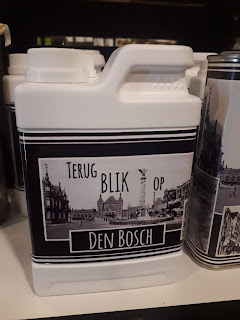 TERUG
BLIK OP
DEN BOSCH